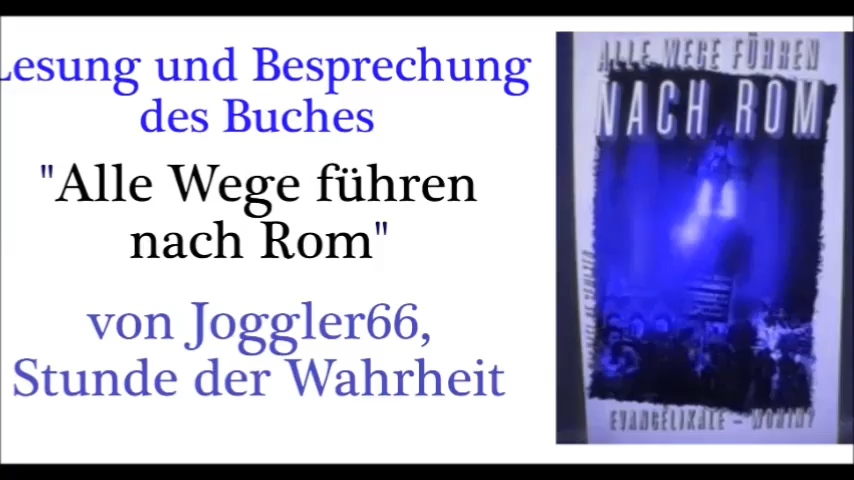 Lesung und Besprechung
des Buches
"Alle Wege führen
nach Rom"
von Joggler66,
Stunde der Wahrheit
ALLE WEGE FÜHREN
NACH ROM
EVANGELIKALE – WOHIN?